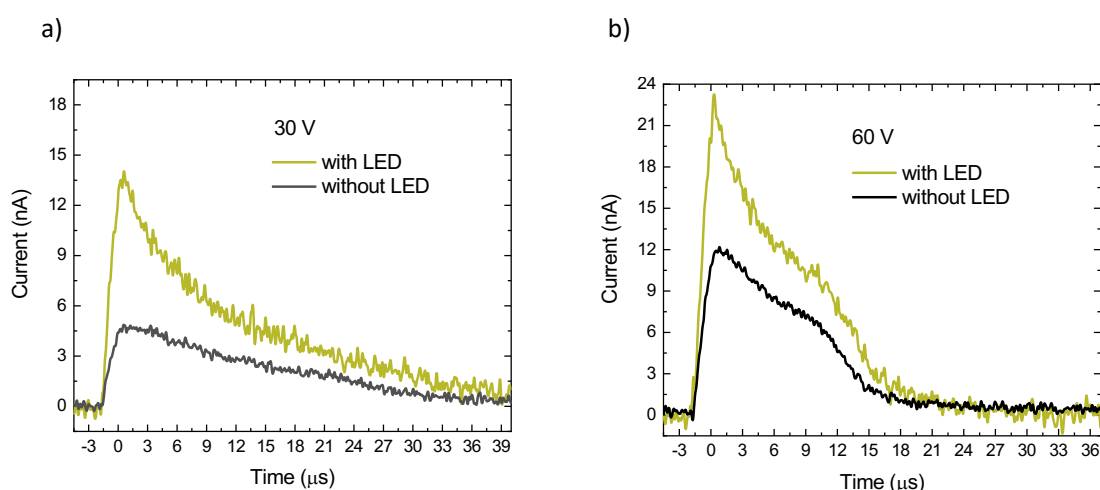 a)
30 V
with LED
without LED
Current (nA)
18
15
12
9
6
3
0
-3 0 3 6 9 12 15 18 21 24 27 30 33 36 39
Time (μs)
b)
60 V
with LED
without LED
Current (nA)
24
21
18
15
12
9
6
3
0
-3 0 3 6 9 12 15 18 21 24 27 30 33 36
Time (μs)